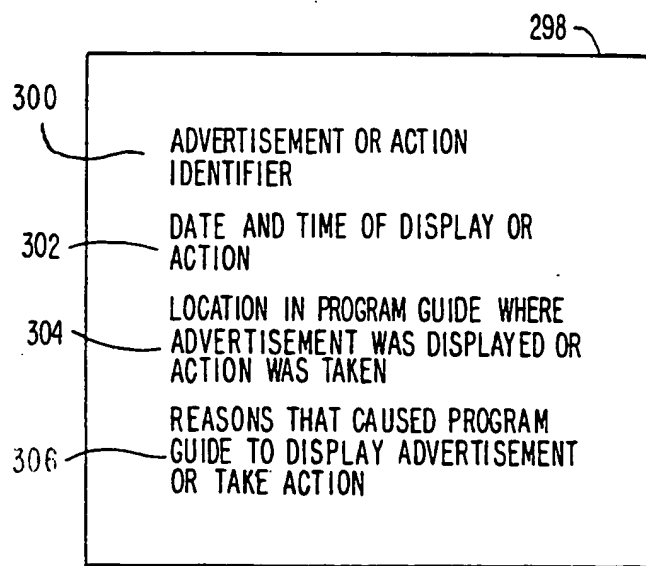 298
300
ADVERTISEMENT OR ACTION
IDENTIFIER
302
DATE AND TIME OF DISPLAY OR
ACTION
LOCATION IN PROGRAM GUIDE WHERE
304
ADVERTISEMENT WAS DISPLAYED OR
ACTION WAS TAKEN
REASONS THAT CAUSED PROGRAM
306
GUIDE TO DISPLAY ADVERTISEMENT
OR TAKE ACTION